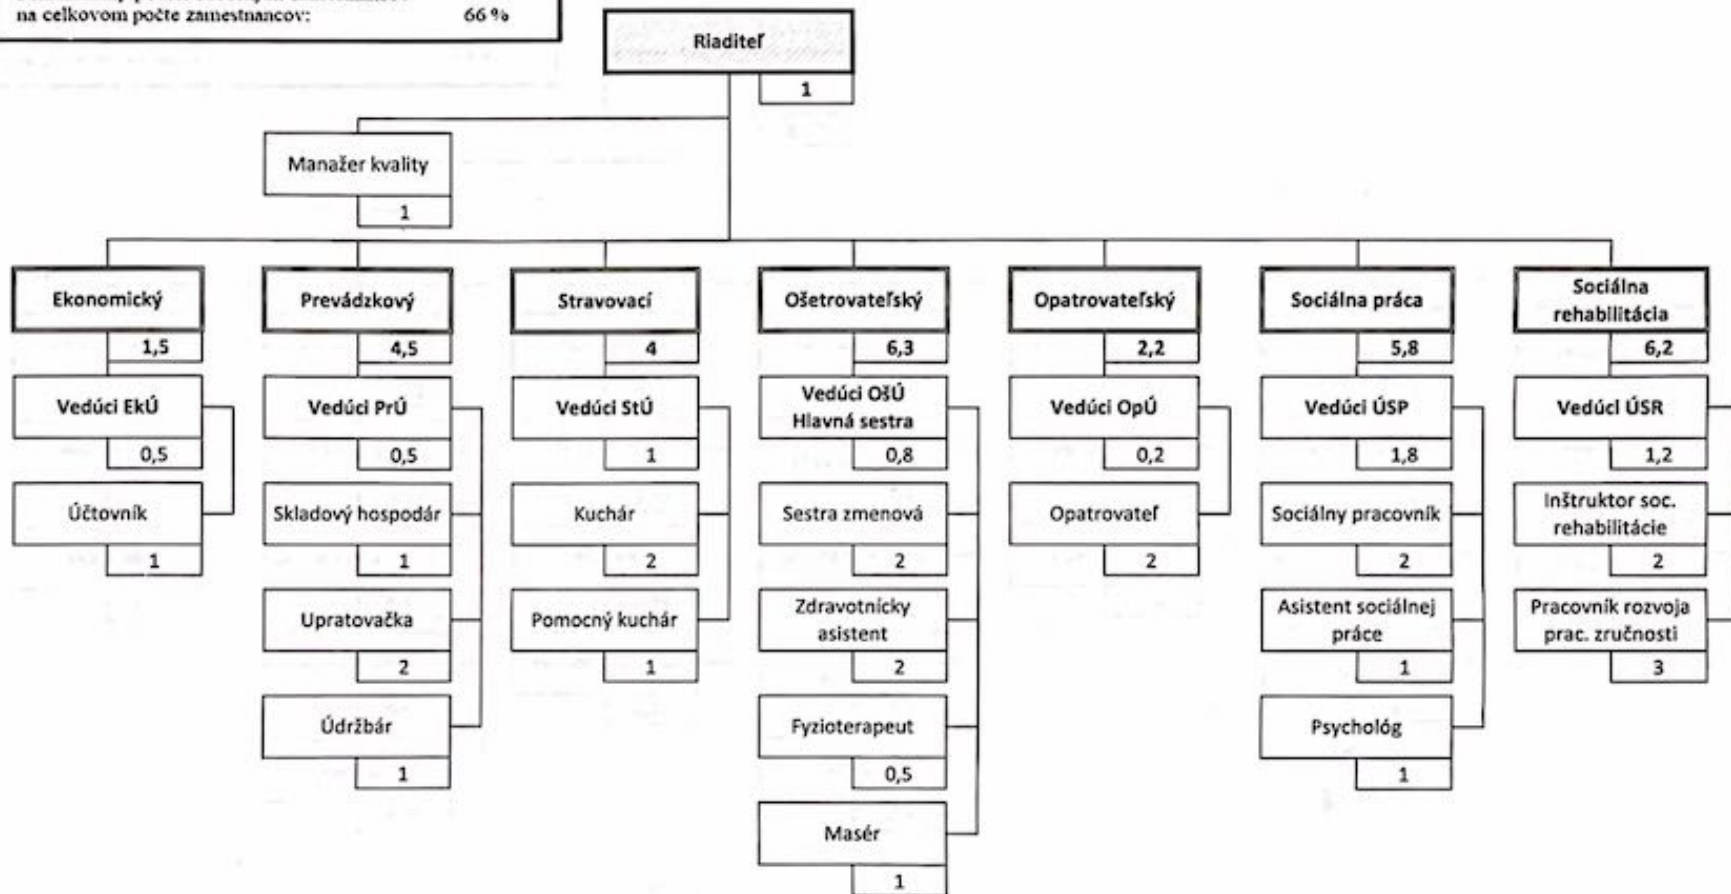 na celkovom počte zamestnancov: 66 %
Riaditeľ
1
Manažer kvality
1
Ekonomický
1,5
Vedúci EkÚ
0,5
Účtovník
1
Prevádzkový
4,5
Vedúci PrÚ
0,5
Skladový hospodár
1
Upratovačka
2
Údržbár
1
Stravovací
4
Vedúci StÚ
1
Kuchár
2
Pomocný kuchár
1
Ošetrovateľský
6,3
Vedúci OšÚ
Hlavná sestra
0,8
Sestra zmenová
2
Zdravotnícky
asistent
2
Fyzioterapeut
0,5
Masér
1
Opatrovateľský
2,2
Vedúci OpÚ
0,2
Opatrovateľ
2
Sociálna práca
5,8
Vedúci ÚSP
1,8
Sociálny pracovník
2
Asistent sociálnej
práce
1
Psychológ
1
Sociálna
rehabilitácia
6,2
Vedúci ÚSR
1,2
Inštruktor soc.
rehabilitácie
2
Pracovník rozvoja
prac. zručnosti
3